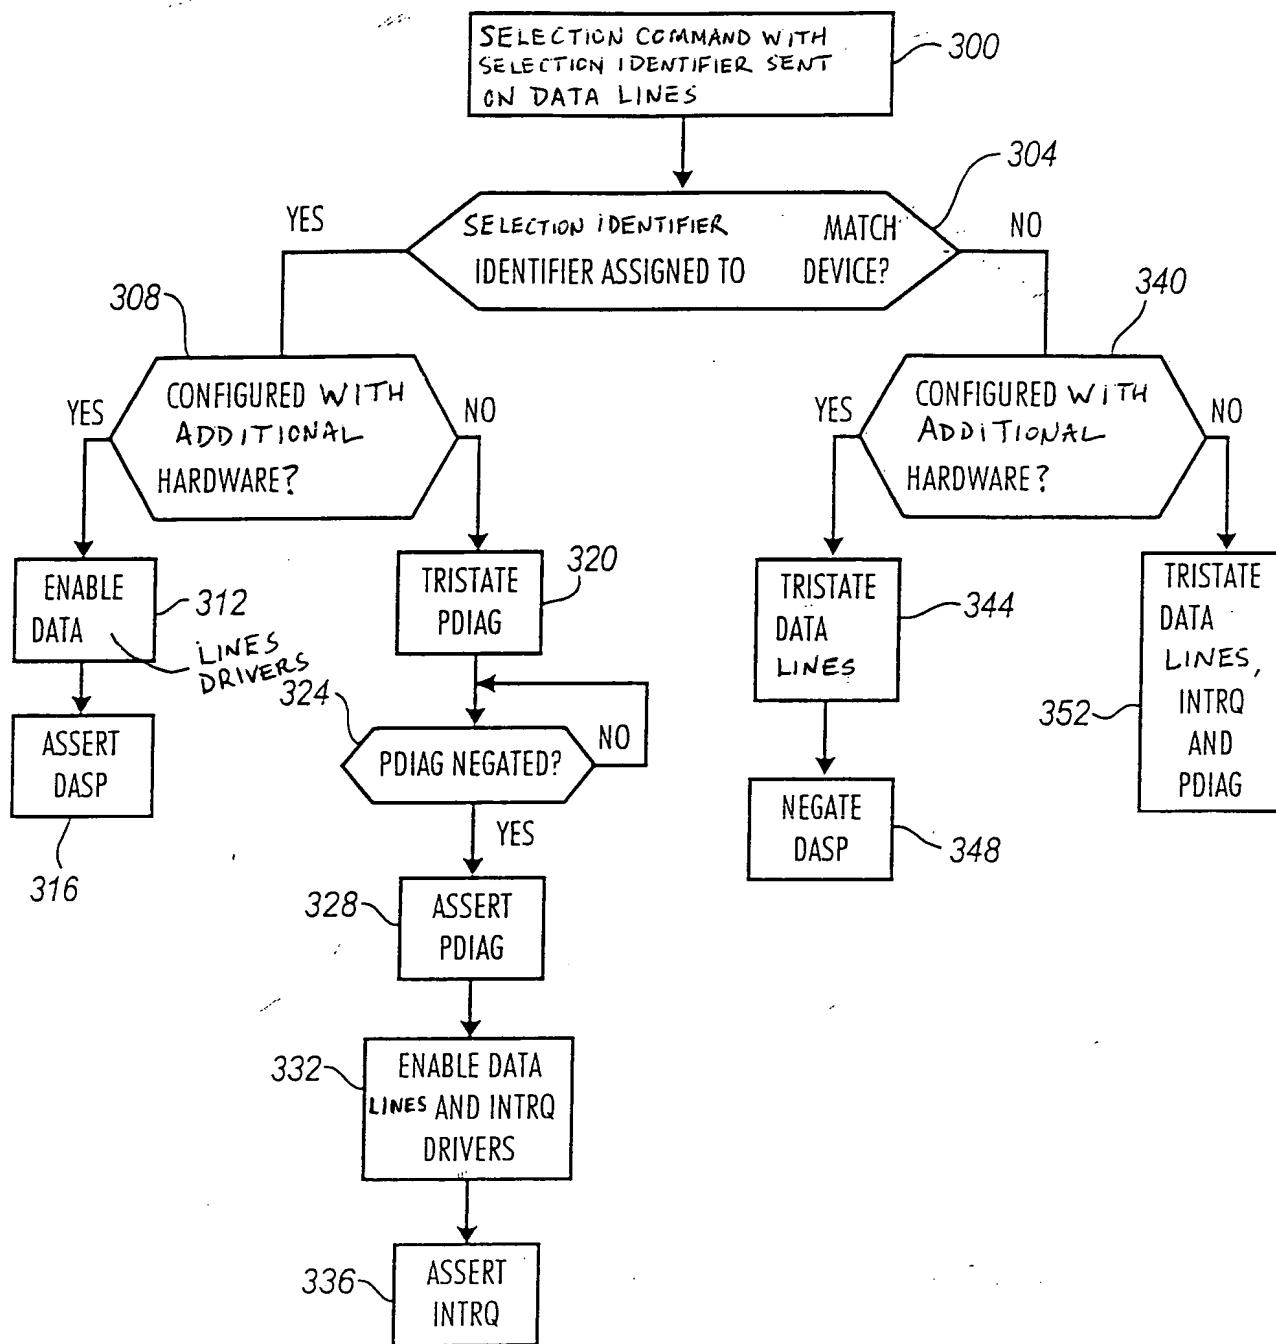 SELECTION COMMAND WITH
SELECTION IDENTIFIER SENT
ON DATA LINES
300
304
YES
SELECTION IDENTIFIER MATCH
IDENTIFIER ASSIGNED TO DEVICE?
NO
308
340
YES
CONFIGURED WITH
ADDITIONAL
HARDWARE?
NO
YES
CONFIGURED WITH
ADDITIONAL
HARDWARE?
NO
ENABLE
DATA
LINES
DRIVERS
312
TRISTATE
PDIAG
320
TRISTATE
DATA
LINES
344
TRISTATE
DATA
LINES,
INTRQ
AND
PDIAG
352
ASSERT
DASP
316
324
PDIAG NEGATED?
NO
YES
NEGATE
DASP
348
328
ASSERT
PDIAG
332
ENABLE DATA
LINES AND INTRQ
DRIVERS
336
ASSERT
INTRQ